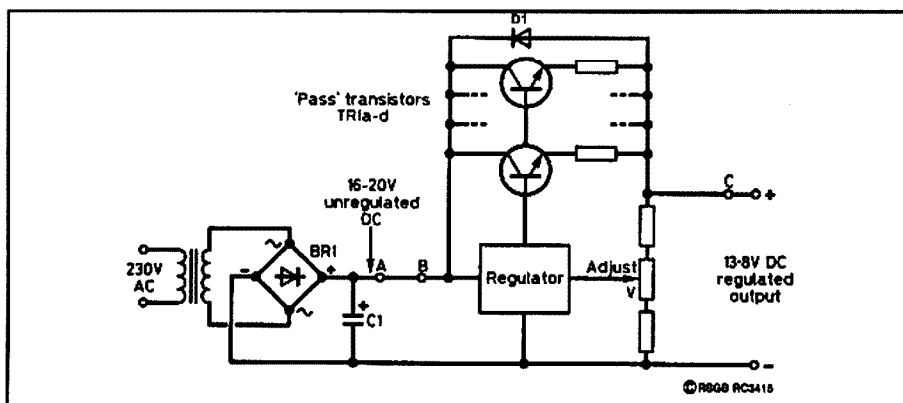 D1
'Pass' transistors
TR1a-d
16-20V
unregulated
DC
A
B
C
+
230V
AC
~
BR1
-
+
~
+
C1
Regulator
Adjust
V
13·8V DC
regulated
output
-
© RSGB RC3415